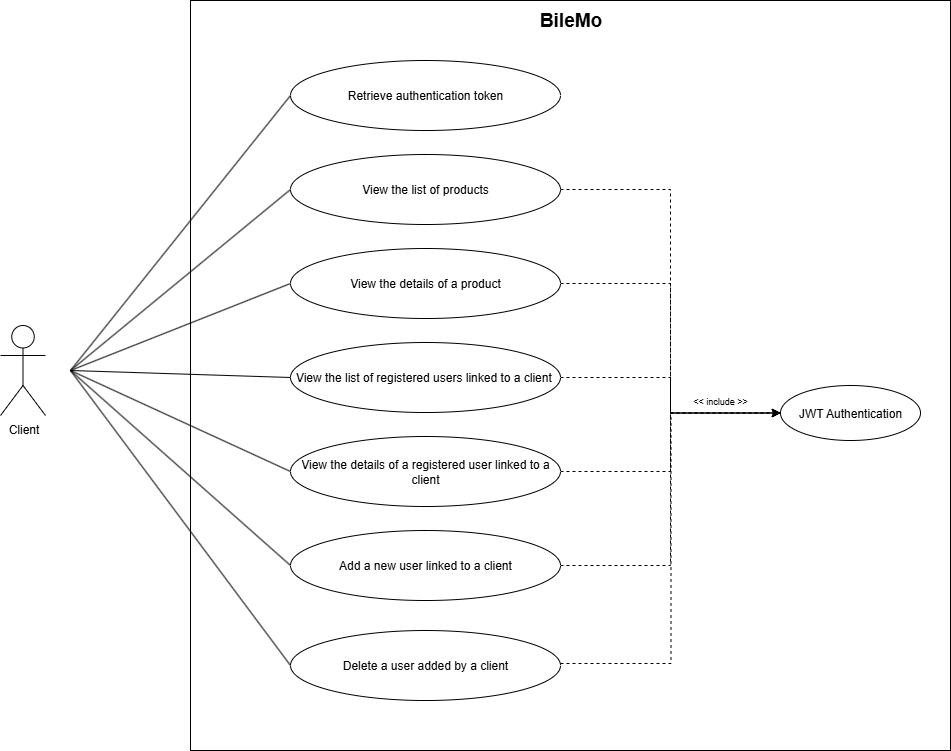 BileMo
Retrieve authentication token
View the list of products
View the details of a product
View the list of registered users linked to a client
<< include >>
JWT Authentication
Client
View the details of a registered user linked to a
client
Add a new user linked to a client
Delete a user added by a client